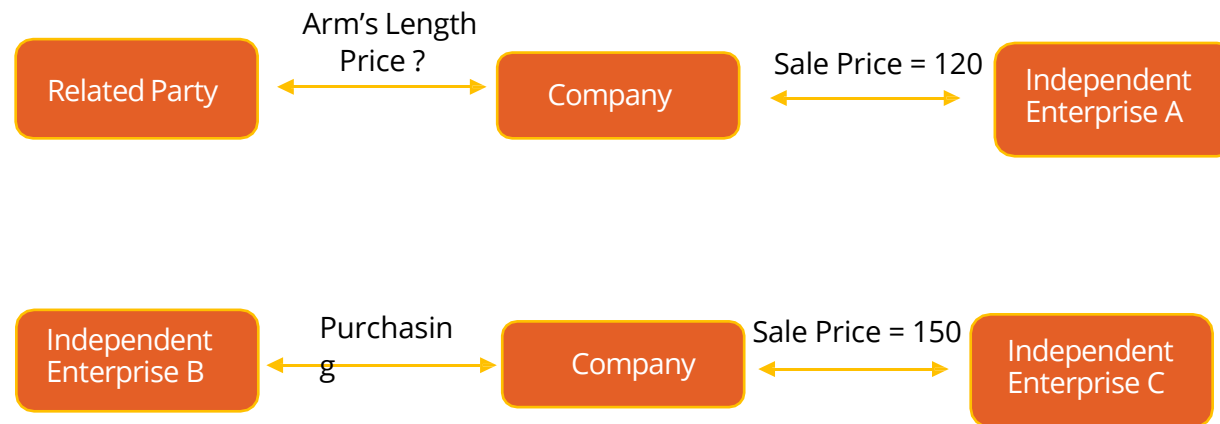 Arm’s Length
Price ?
Related Party
Company
Sale Price = 120
Independent
Enterprise A
Independent
Enterprise B
Purchasin
g
Company
Sale Price = 150
Independent
Enterprise C